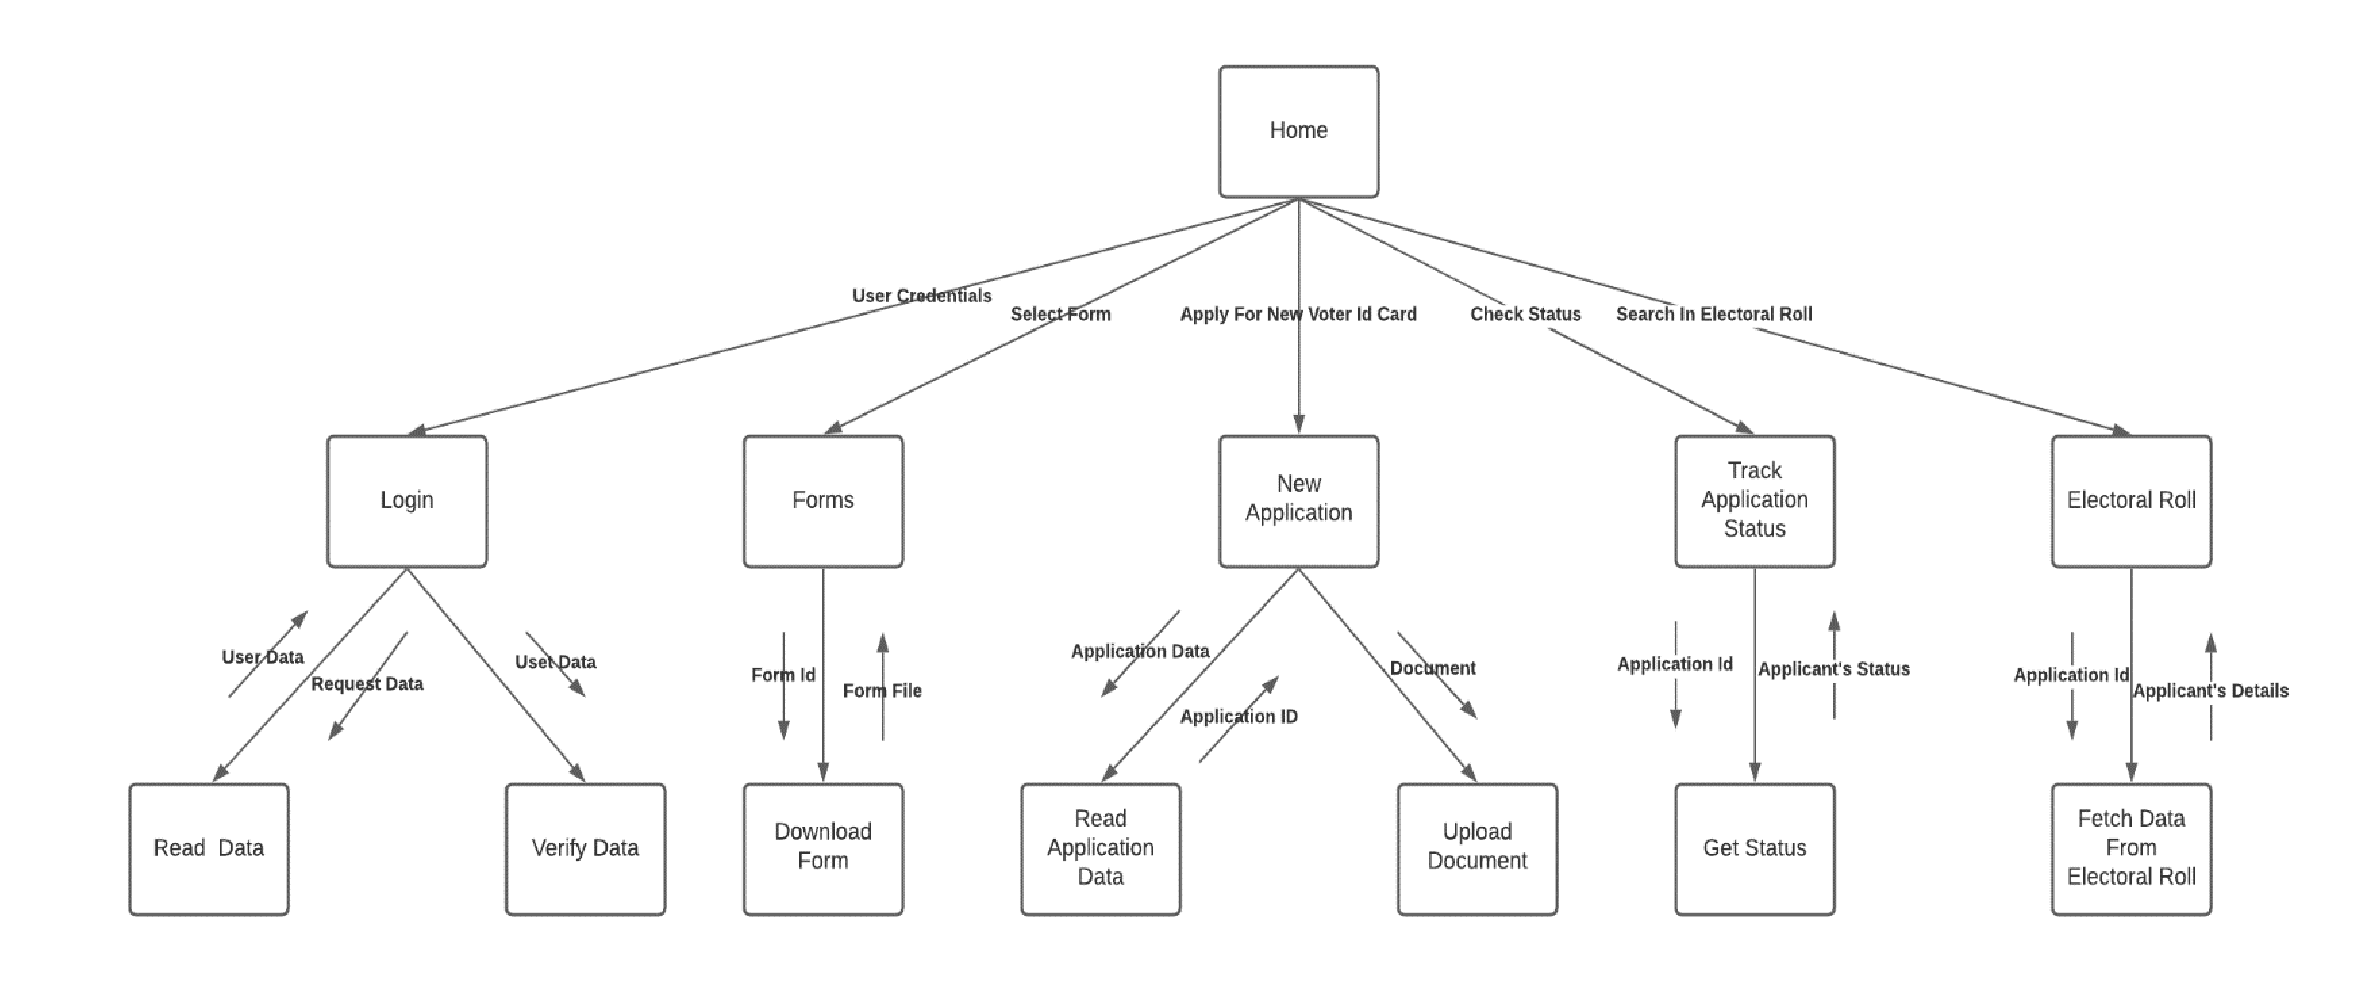 Home
User Credentials
Select Form
Apply For New Voter Id Card
Check Status
Search In Electoral Roll
Login
Forms
New
Application
Track
Application
Status
Electoral Roll
User Data
Request Data
User Data
Form Id
Form File
Application Data
Application ID
Document
Application Id
Applicant's Status
Application Id
Applicant's Details
Read  Data
Verify Data
Download
Form
Read
Application
Data
Upload
Document
Get Status
Fetch Data
From
Electoral Roll